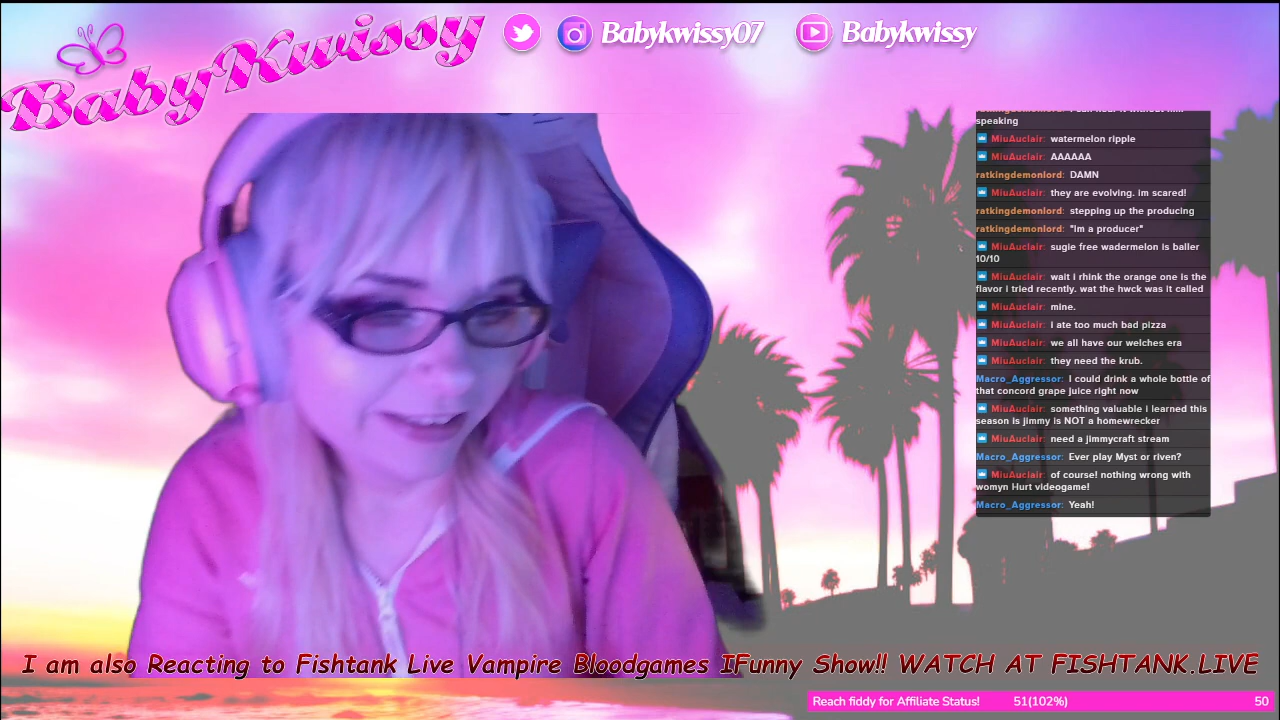 BabyKwissy
Babykwissy07
Babykwissy
speaking
MiuAuclair: watermelon ripple
MiuAuclair: AAAAAA
ratkingdemonlord: DAMN
MiuAuclair: they are evolving. im scared!
ratkingdemonlord: stepping up the producing
ratkingdemonlord: "im a producer"
MiuAuclair: sugie free wadermelon is baller
10/10
MiuAuclair: wait i rhink the orange one is the
flavor i tried recently. wat the hwck was it called
MiuAuclair: mine.
MiuAuclair: i ate too much bad pizza
MiuAuclair: we all have our welches era
MiuAuclair: they need the krub.
Macro_Aggressor: I could drink a whole bottle of
that concord grape juice right now
MiuAuclair: something valuable i learned this
season is jimmy is NOT a homewrecker
MiuAuclair: need a jimmycraft stream
Macro_Aggressor: Ever play Myst or riven?
MiuAuclair: of course! nothing wrong with
womyn Hurt videogame!
Macro_Aggressor: Yeah!
I am also Reacting to Fishtank Live Vampire Bloodgames IFunny Show!! WATCH AT FISHTANK.LIVE
Reach fiddy for Affiliate Status! 51(102%) 50